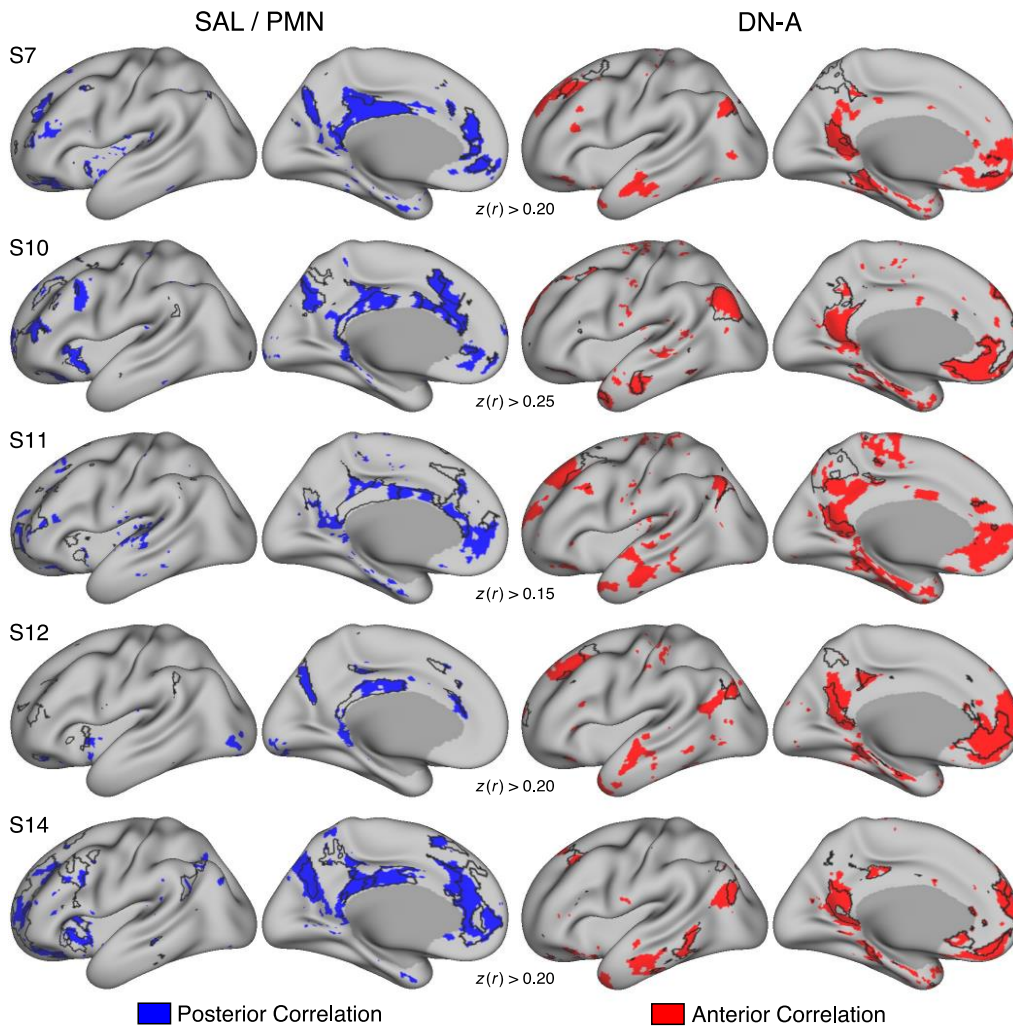 SAL / PMN
DN-A
S7
z(r) > 0.20
S10
z(r) > 0.25
S11
z(r) > 0.15
S12
z(r) > 0.20
S14
z(r) > 0.20
Posterior Correlation
Anterior Correlation